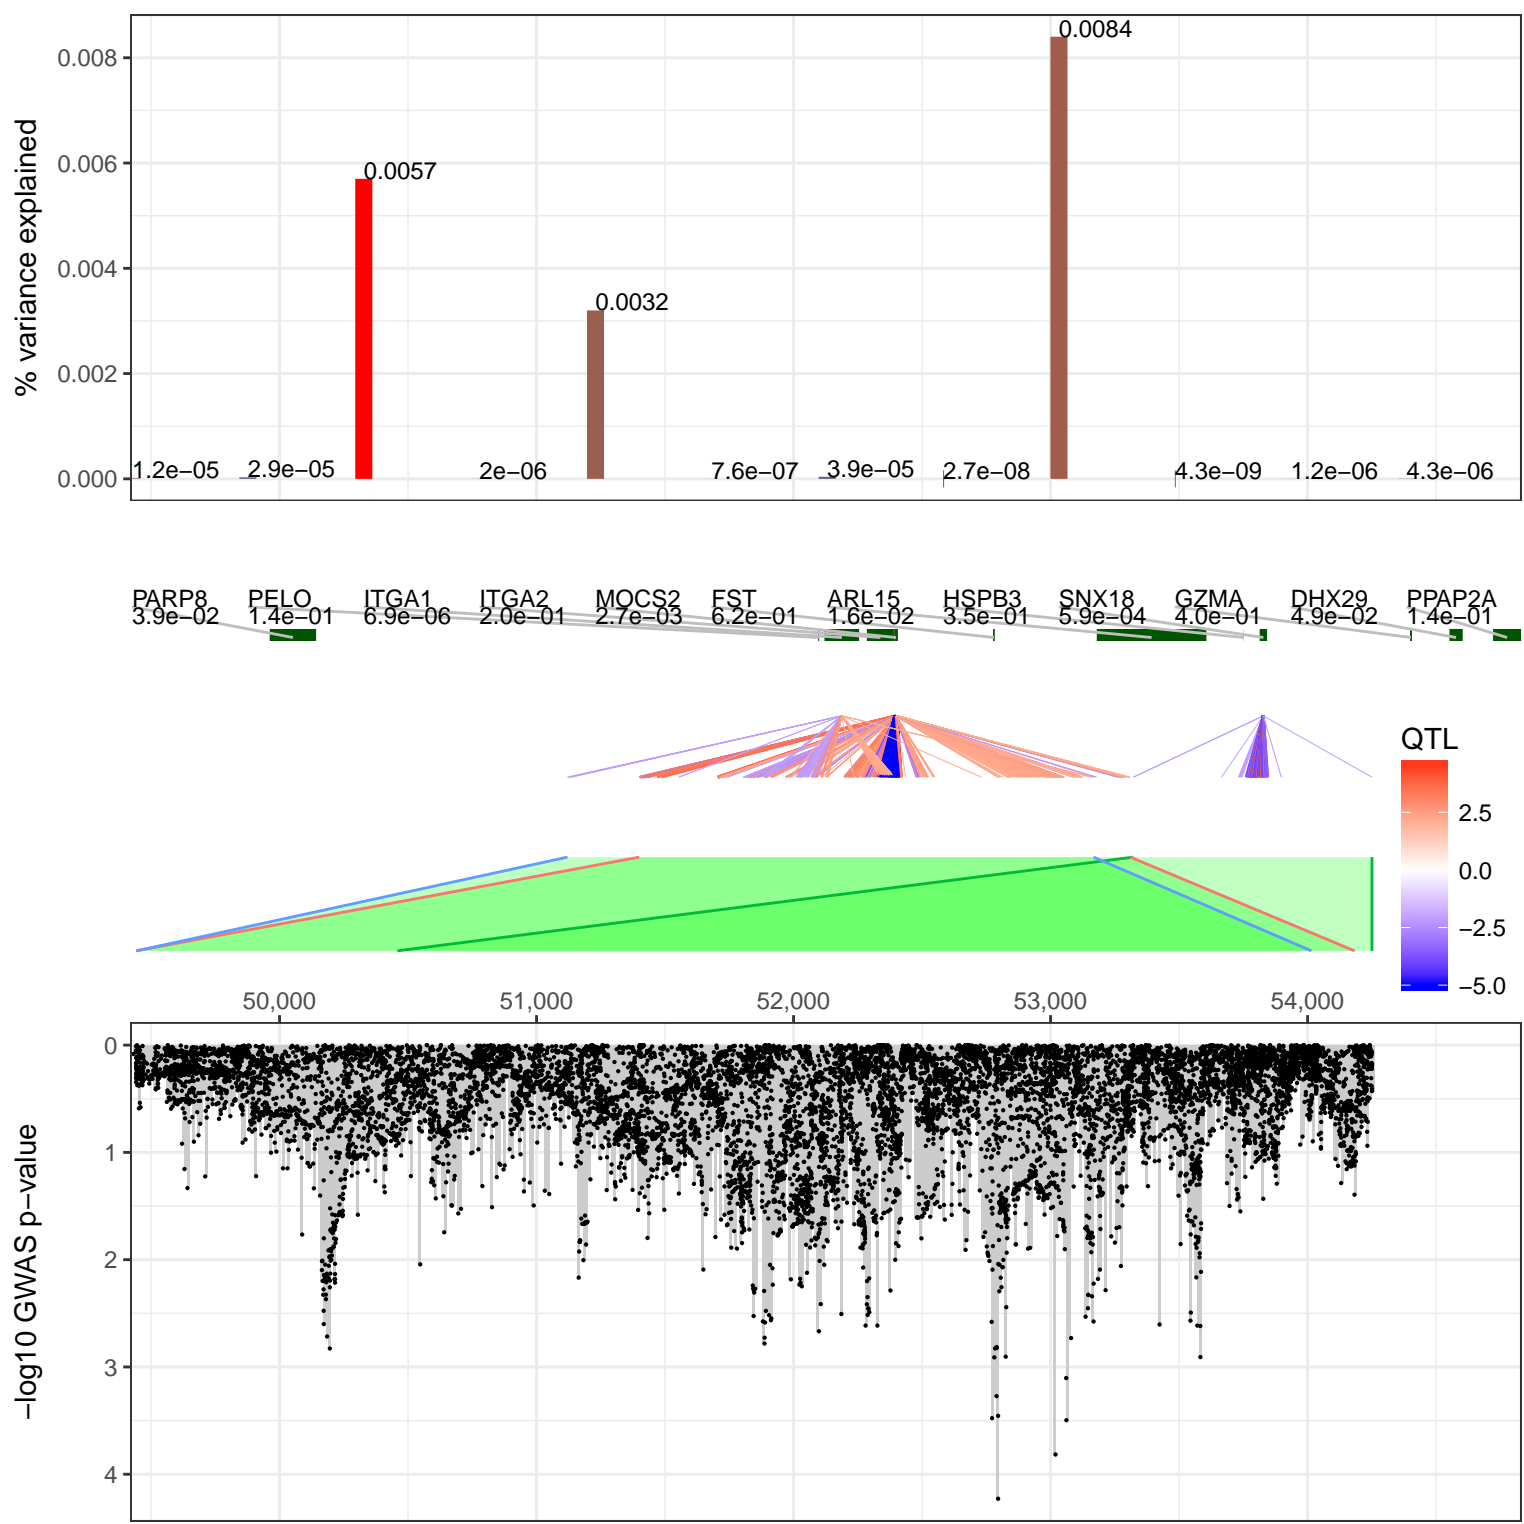 0.0084
0.008
0.006
0.0057
0.004
0.0032
0.002
0.000
1.2e−05 2.9e−05 2e−06 7.6e−07 3.9e−05 2.7e−08 4.3e−09 1.2e−06 4.3e−06
% variance explained
PARP8 PELO ITGA1 ITGA2 MOCS2 FST ARL15 HSPB3 SNX18 GZMA DHX29 PPAP2A
3.9e−02 1.4e−01 6.9e−06 2.0e−01 2.7e−03 6.2e−01 1.6e−02 3.5e−01 5.9e−04 4.0e−01 4.9e−02 1.4e−01
QTL
2.5
0.0
−2.5
−5.0
50,000 51,000 52,000 53,000 54,000
0
1
2
3
4
−log10 GWAS p−value